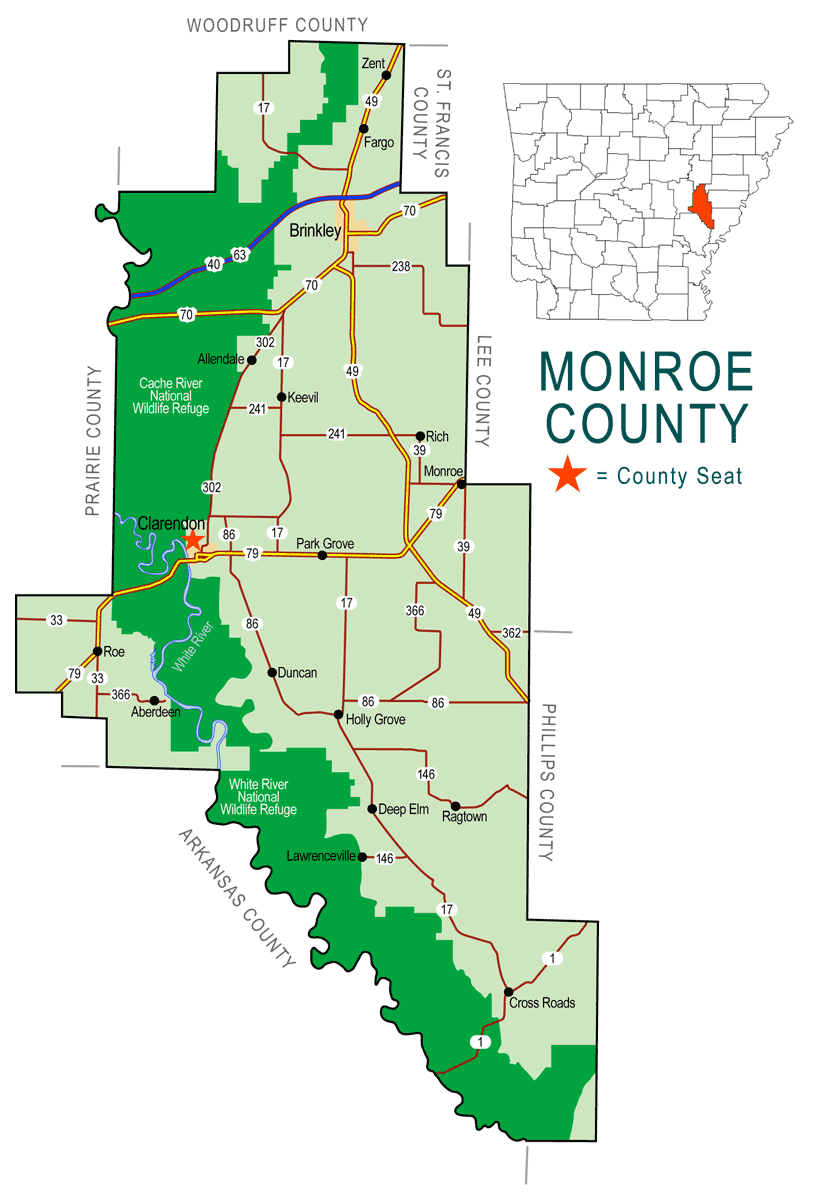 WOODRUFF COUNTY
Zent
ST. FRANCIS
COUNTY
17
49
Fargo
70
Brinkley
63
40
238
70
70
302
Allendale
17
LEE COUNTY
MONROE
COUNTY
49
Cache River
National
Wildlife Refuge
PRAIRIE COUNTY
Keevil
241
241
Rich
39
Monroe
= County Seat
302
79
Clarendon
86
17
Park Grove
79
39
17
366
49
33
86
362
White River
Roe
79
33
Duncan
366
Aberdeen
86
86
Holly Grove
PHILLIPS COUNTY
146
White River
National
Wildlife Refuge
Deep Elm
Ragtown
ARKANSAS COUNTY
Lawrenceville
146
17
1
Cross Roads
1